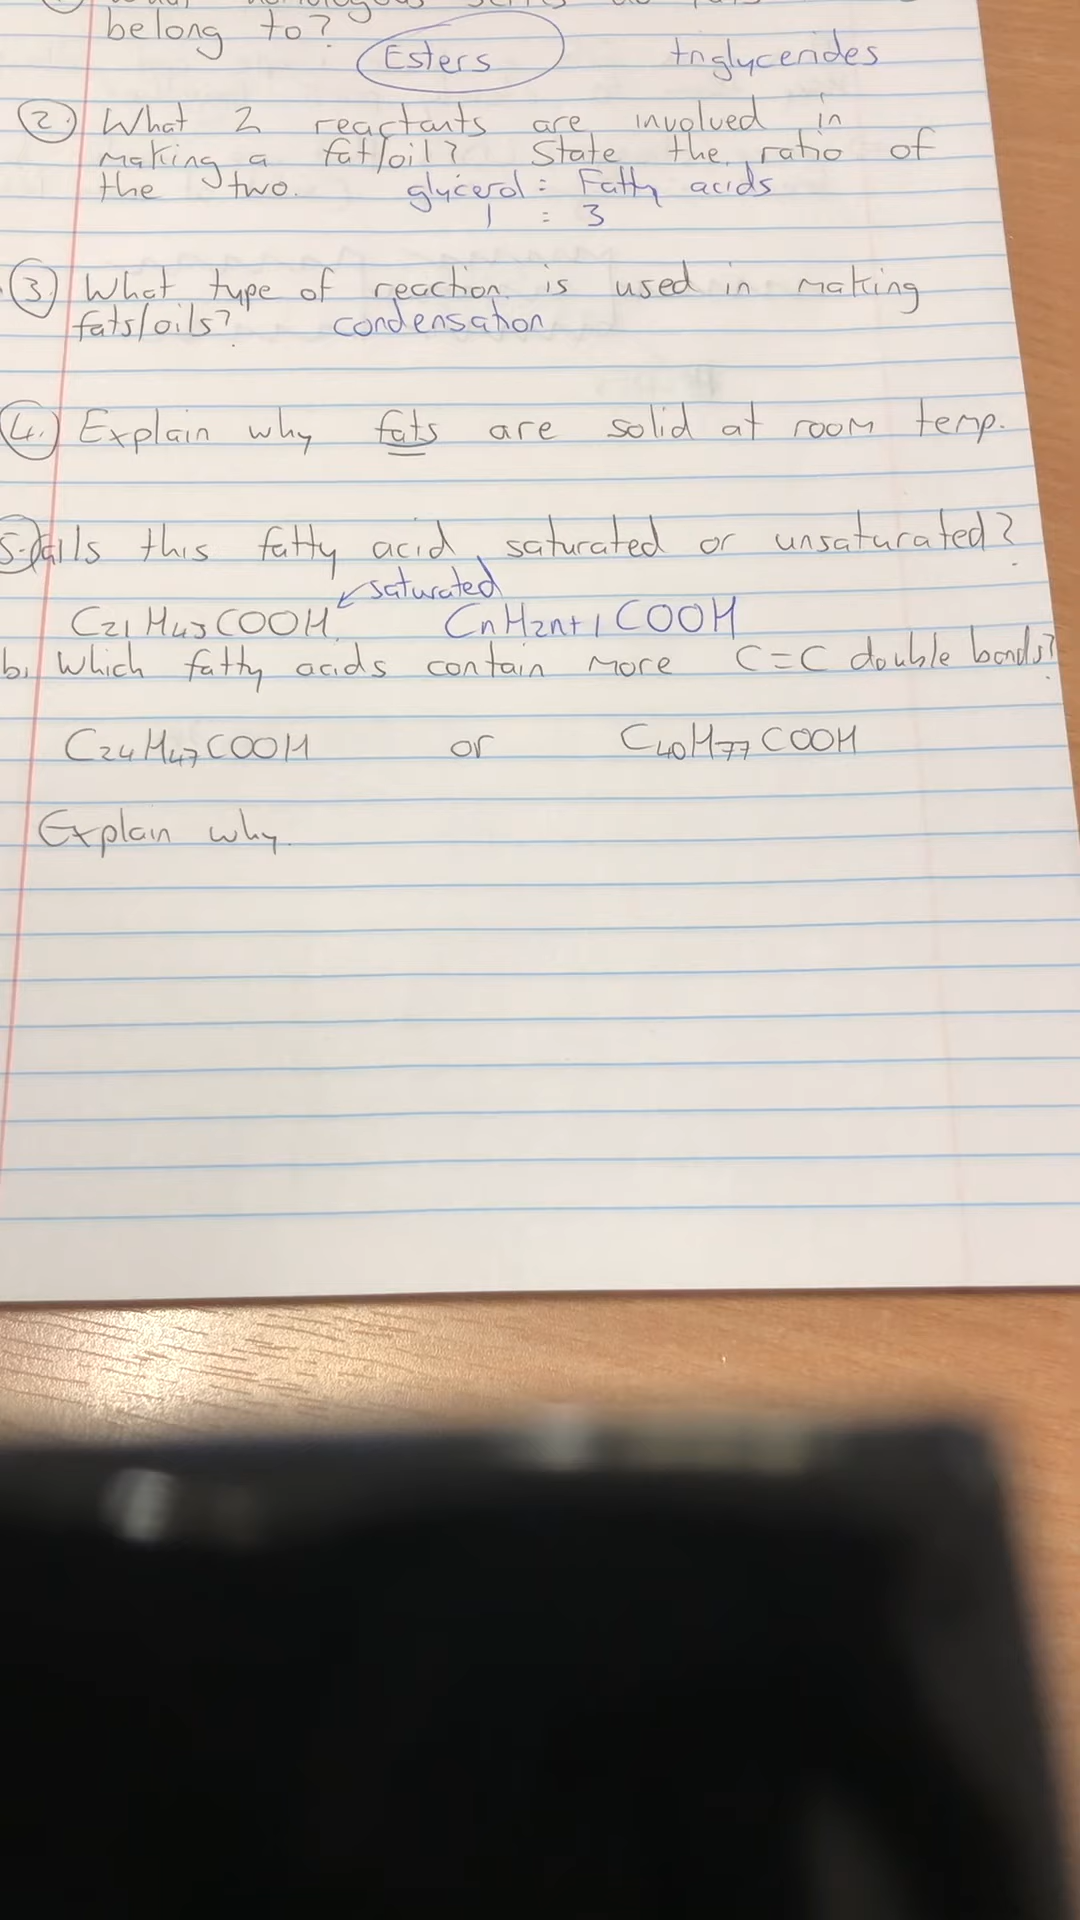 belong to?
Esters triglycerides
2. What 2 reactants are involved in
making a fat/oil? State the ratio of
the two. glycerol : Fatty acids
1 : 3
3. What type of reaction is used in making
fats/oils? condensation
4. Explain why fats are solid at room temp.
5. a Is this fatty acid saturated or unsaturated?
saturated
C21H43COOH CnH2n+1COOH
b, Which fatty acids contain more C=C double bonds?
C24H47COOH or C40H77COOH
Explain why.